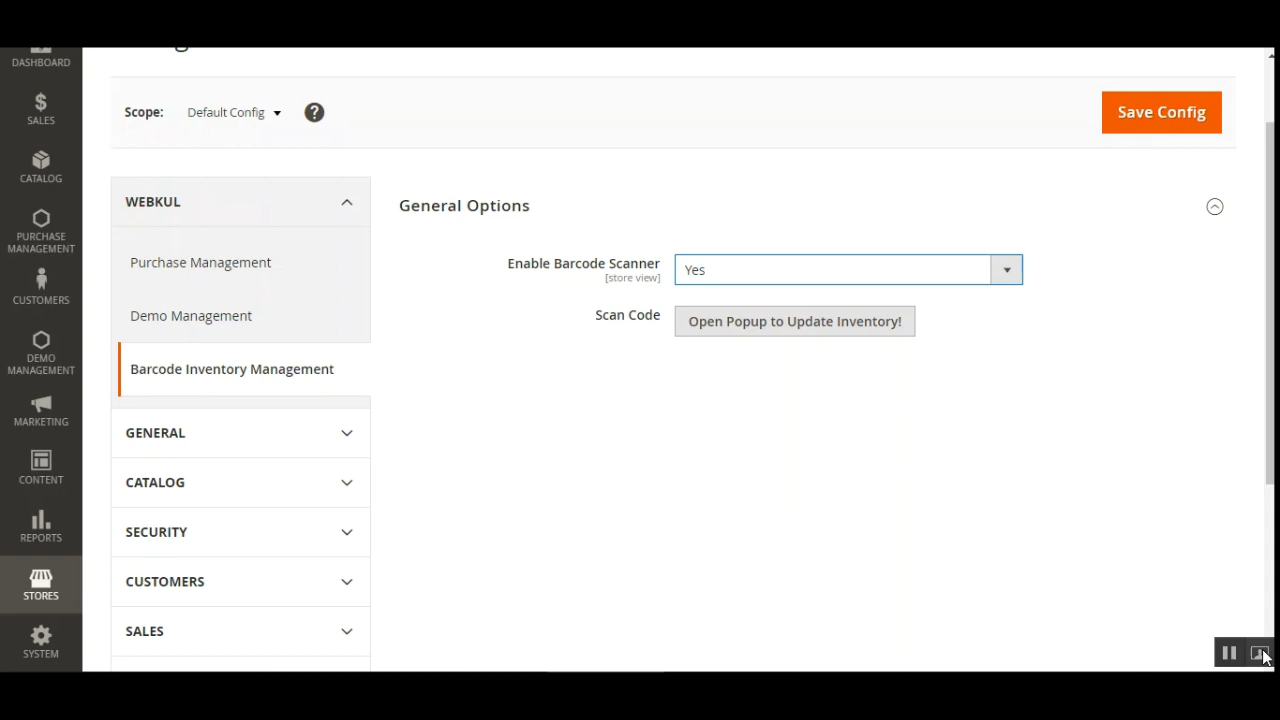 DASHBOARD
SALES
CATALOG
PURCHASE
MANAGEMENT
CUSTOMERS
DEMO
MANAGEMENT
MARKETING
CONTENT
REPORTS
STORES
SYSTEM
Scope: Default Config ?
Save Config
WEBKUL
Purchase Management
Demo Management
Barcode Inventory Management
GENERAL
CATALOG
SECURITY
CUSTOMERS
SALES
General Options
Enable Barcode Scanner Yes
[store view]
Scan Code Open Popup to Update Inventory!